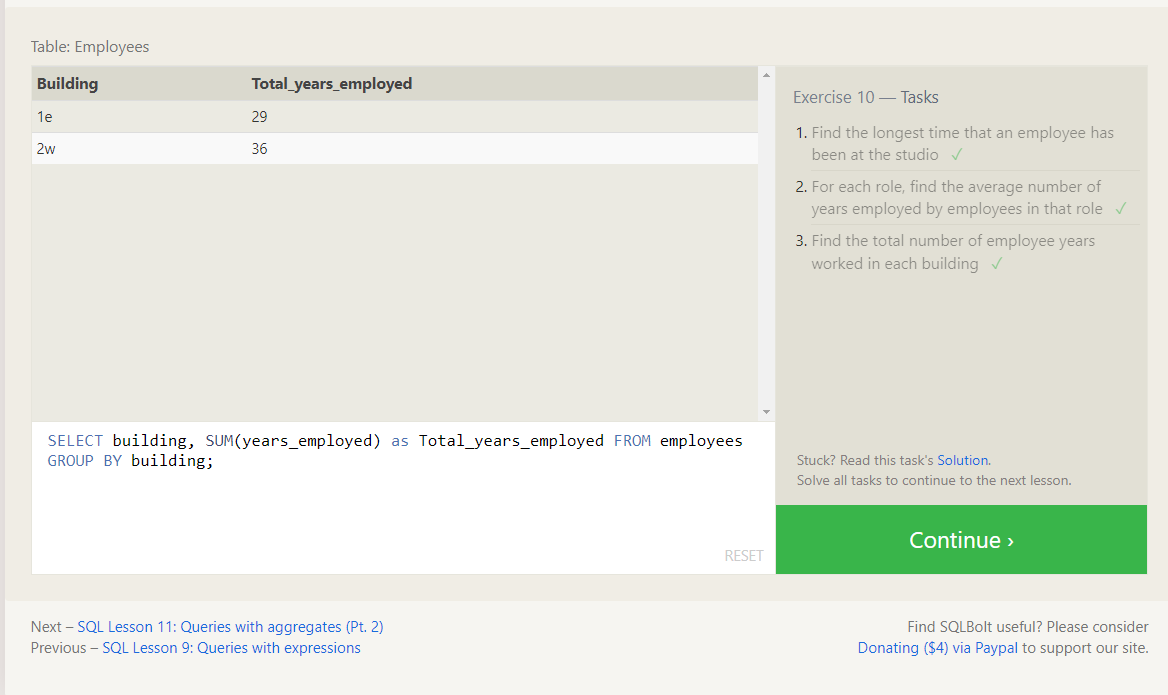 Table: Employees
Building Total_years_employed
1e 29
2w 36
SELECT building, SUM(years_employed) as Total_years_employed FROM employees
GROUP BY building;
RESET
Exercise 10 — Tasks
1. Find the longest time that an employee has
been at the studio ✓
2. For each role, find the average number of
years employed by employees in that role ✓
3. Find the total number of employee years
worked in each building ✓
Stuck? Read this task's Solution.
Solve all tasks to continue to the next lesson.
Continue ›
Next – SQL Lesson 11: Queries with aggregates (Pt. 2)
Previous – SQL Lesson 9: Queries with expressions
Find SQLBolt useful? Please consider
Donating ($4) via Paypal to support our site.